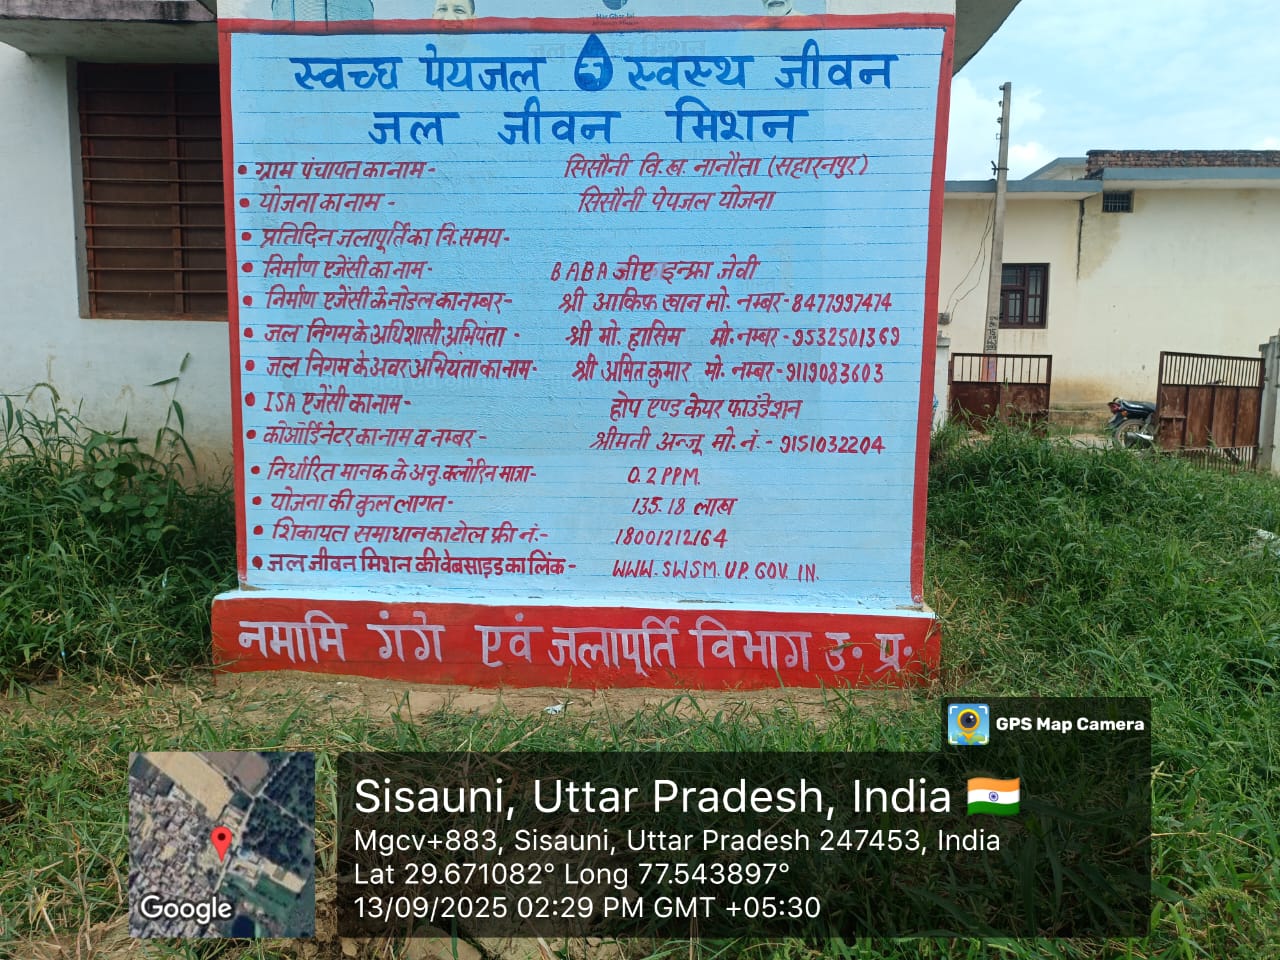 Har Ghar Jal
स्वच्छ पेयजल स्वस्थ जीवन
जल जीवन मिशन
• ग्राम पंचायत का नाम - सिसौनी वि.ख. नानौता (सहारनपुर)
• योजना का नाम - सिसौनी पेयजल योजना
• प्रतिदिन जलापूर्ति का नि.समय-
• निर्माण एजेंसी का नाम- BABA जीए इन्फ्रा जेवी
• निर्माण एजेंसी के नोडल का नम्बर- श्री आकिफ खान मो. नम्बर-8477997474
• जल निगम के अधिशासी अभियंता - श्री मो. हासिम मो. नम्बर-9532501369
• जल निगम के अवर अभियंता का नाम- श्री अमित कुमार मो. नम्बर-9119083603
• ISA एजेंसी का नाम- होप एण्ड केयर फाउंडेशन
• कोऑर्डिनेटर का नाम व नम्बर- श्रीमती अन्जू मो. नं.- 9151032204
• निर्धारित मानक के अनु. क्लोरिन मात्रा- 0.2 PPM.
• योजना की कुल लागत- 135.18 लाख
• शिकायत समाधान का टोल फ्री नं.- 18001212164
• जल जीवन मिशन की वेबसाइड का लिंक- WWW.SWSM.UP.GOV.IN.
नमामि गंगे एवं जलापूर्ति विभाग उ. प्र.
GPS Map Camera
Sisauni, Uttar Pradesh, India
Mgcv+883, Sisauni, Uttar Pradesh 247453, India
Lat 29.671082° Long 77.543897°
13/09/2025 02:29 PM GMT +05:30
Google